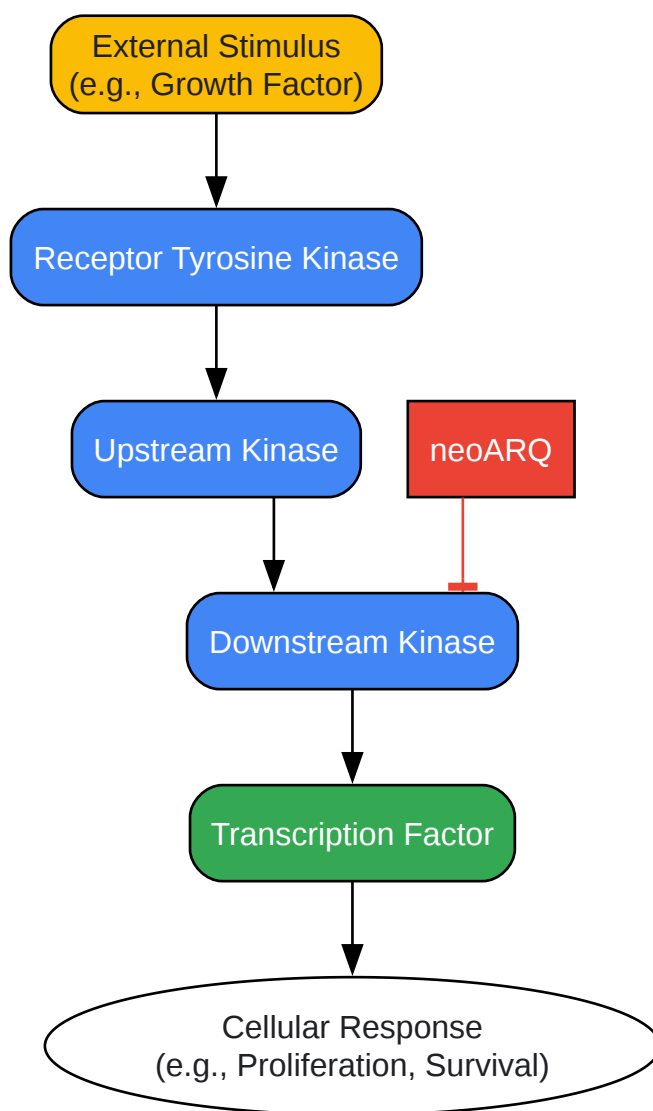 External Stimulus
(e.g., Growth Factor)
Receptor Tyrosine Kinase
Upstream Kinase
neoARQ
Downstream Kinase
Transcription Factor
Cellular Response
(e.g., Proliferation, Survival)